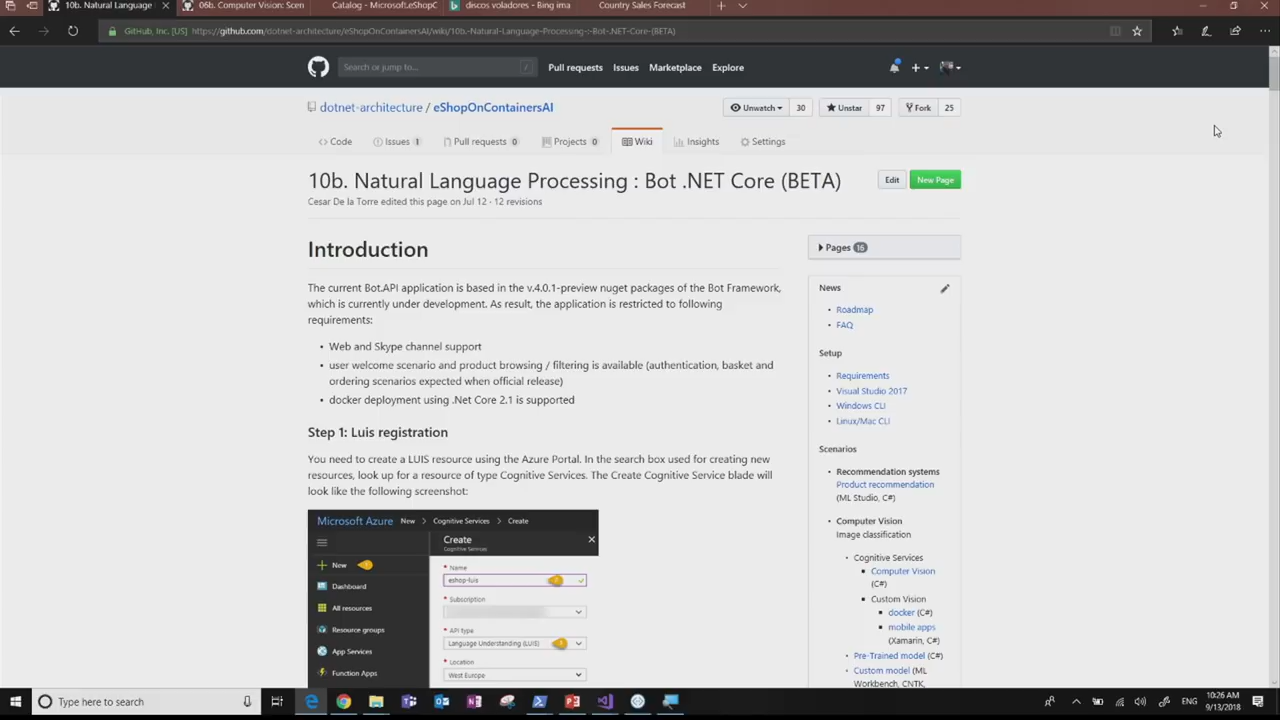 10b. Natural Language
06b. Computer Vision: Scen
Catalog - Microsoft.eShopC
discos voladores - Bing ima
Country Sales Forecast
GitHub, Inc. [US] https://github.com/dotnet-architecture/eShopOnContainersAI/wiki/10b.-Natural-Language-Processing-:-Bot-.NET-Core-(BETA)
Search or jump to... /
Pull requests Issues Marketplace Explore
dotnet-architecture / eShopOnContainersAI
Unwatch 30 Unstar 97 Fork 25
Code Issues 1 Pull requests 0 Projects 0 Wiki Insights Settings
10b. Natural Language Processing : Bot .NET Core (BETA)
Edit New Page
Cesar De la Torre edited this page on Jul 12 · 12 revisions
Introduction
The current Bot.API application is based in the v.4.0.1-preview nuget packages of the Bot Framework,
which is currently under development. As result, the application is restricted to following
requirements:
• Web and Skype channel support
• user welcome scenario and product browsing / filtering is available (authentication, basket and
ordering scenarios expected when official release)
• docker deployment using .Net Core 2.1 is supported
Step 1: Luis registration
You need to create a LUIS resource using the Azure Portal. In the search box used for creating new
resources, look up for a resource of type Cognitive Services. The Create Cognitive Service blade will
look like the following screenshot:
Microsoft Azure New > Cognitive Services > Create
New
Dashboard
All resources
Resource groups
App Services
Function Apps
Create
Cognitive Services
* Name
eshop-luis
* Subscription
* API type
Language Understanding (LUIS)
* Location
West Europe
Pages 16
News
• Roadmap
• FAQ
Setup
• Requirements
• Visual Studio 2017
• Windows CLI
• Linux/Mac CLI
Scenarios
• Recommendation systems
Product recommendation
(ML Studio, C#)
• Computer Vision
Image classification
• Cognitive Services
Computer Vision
(C#)
Custom Vision
docker (C#)
mobile apps
(Xamarin, C#)
• Pre-Trained model (C#)
• Custom model (ML
Workbench, CNTK,
Type here to search
ENG
10:26 AM
9/13/2018